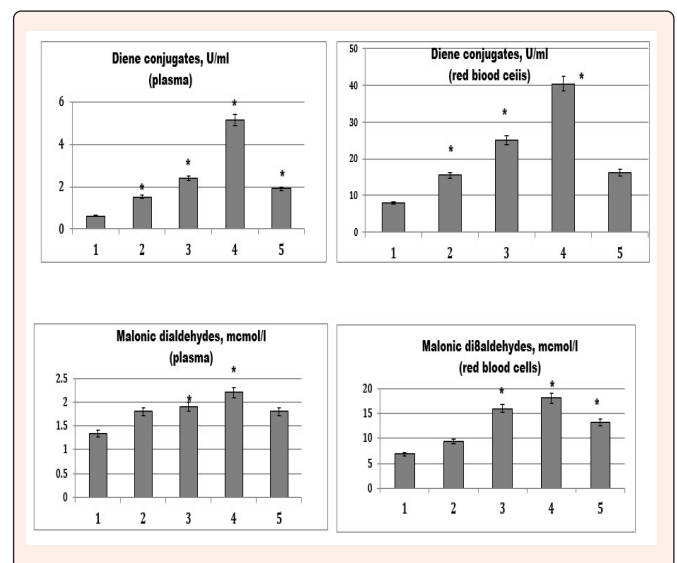 Diene conjugates, U/ml
(plasma)
6
4
2
0
*
*
*
*
1 2 3 4 5
Diene conjugates, U/ml
(red biood ceiis)
50
40
30
20
10
0
*
*
*
1 2 3 4 5
Malonic dialdehydes, mcmol/l
(plasma)
2.5
2
1.5
1
0.5
0
*
*
1 2 3 4 5
Malonic di8aldehydes, mcmol/l
(red blood cells)
20
15
10
5
0
*
*
*
1 2 3 4 5